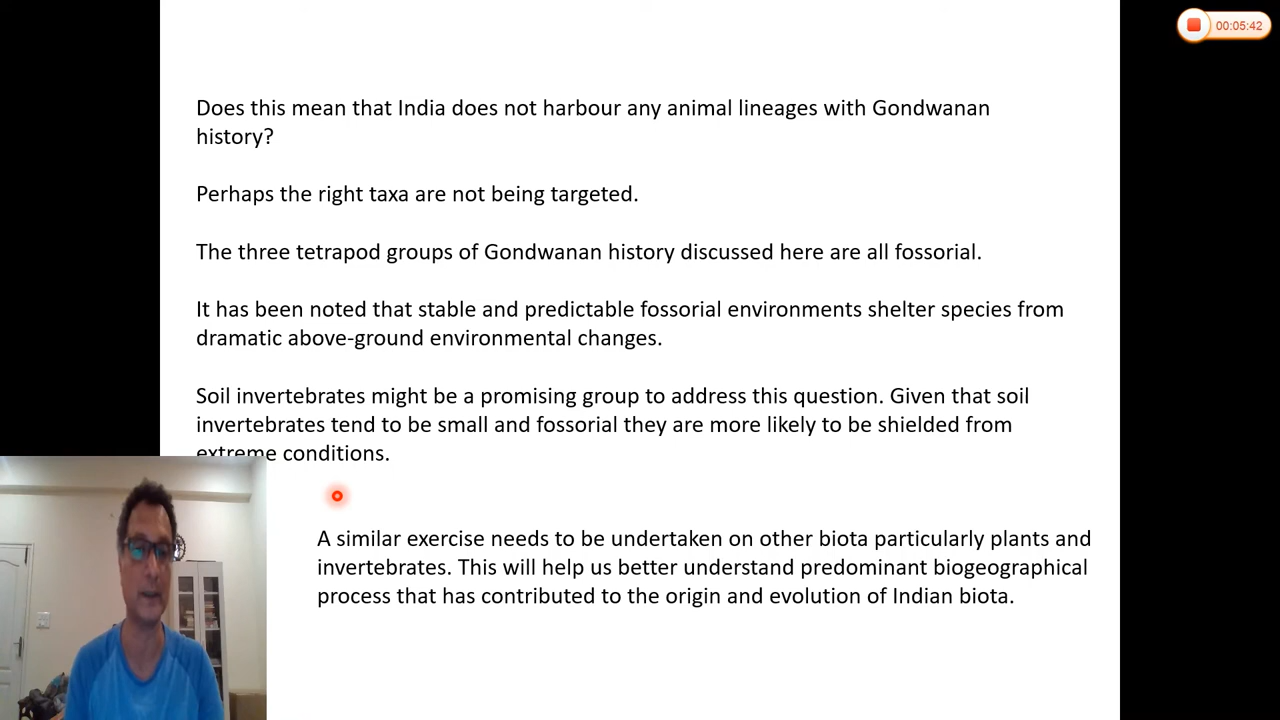 00:05:42
Does this mean that India does not harbour any animal lineages with Gondwanan
history?
Perhaps the right taxa are not being targeted.
The three tetrapod groups of Gondwanan history discussed here are all fossorial.
It has been noted that stable and predictable fossorial environments shelter species from
dramatic above-ground environmental changes.
Soil invertebrates might be a promising group to address this question. Given that soil
invertebrates tend to be small and fossorial they are more likely to be shielded from
extreme conditions.
A similar exercise needs to be undertaken on other biota particularly plants and
invertebrates. This will help us better understand predominant biogeographical
process that has contributed to the origin and evolution of Indian biota.